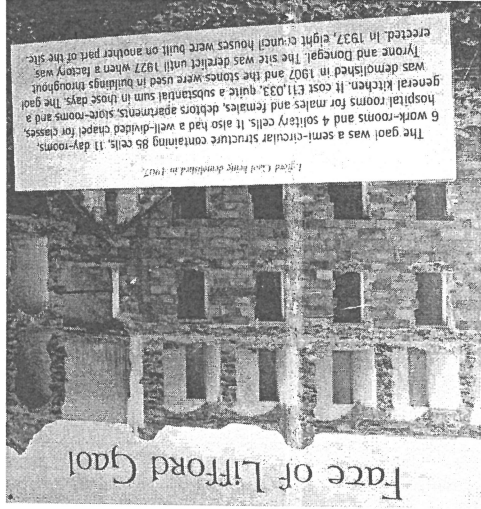 Face of Lifford Gaol
Lifford Gaol being demolished in 1907.
The gaol was a semi-circular structure containing 86 cells, 11 day-rooms,
6 work-rooms and 4 solitery cells. It also had a well-divided chapel for classes,
hospital rooms for males and females, debtors apartments, store-rooms and a
general kitchen. It cost £11,033, quite a substantial sum in those days. The gaol
was demolished in 1907 and the stones were used in buildings throughout
Tyrone and Donegal. The site was derelict until 1927 when a factory was
erected. In 1937, eight council houses were built on another part of the site.